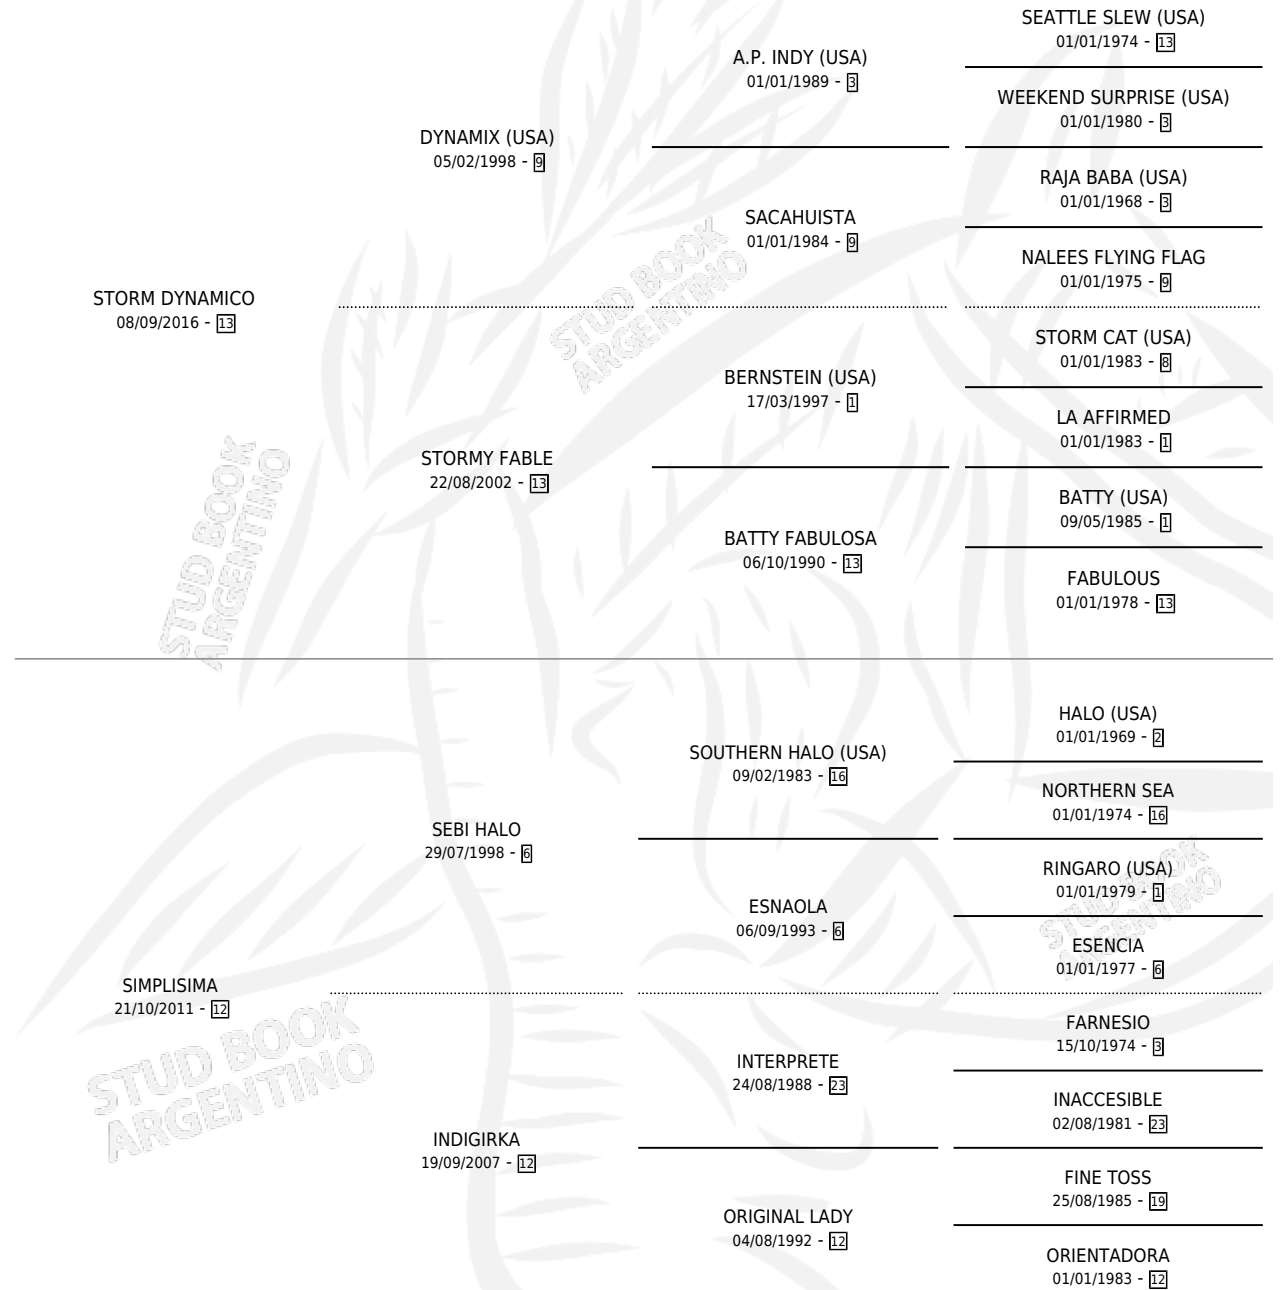 SEATTLE SLEW (USA)
01/01/1974 - 13
A.P. INDY (USA)
01/01/1989 - 3
WEEKEND SURPRISE (USA)
01/01/1980 - 3
DYNAMIX (USA)
05/02/1998 - 9
RAJA BABA (USA)
01/01/1968 - 3
SACAHUISTA
01/01/1984 - 9
NALEES FLYING FLAG
01/01/1975 - 9
STORM DYNAMICO
08/09/2016 - 13
STUD BOOK
ARGENTINO
STORM CAT (USA)
01/01/1983 - 8
BERNSTEIN (USA)
17/03/1997 - 1
LA AFFIRMED
01/01/1983 - 1
STORMY FABLE
22/08/2002 - 13
BATTY (USA)
09/05/1985 - 1
BATTY FABULOSA
06/10/1990 - 13
FABULOUS
01/01/1978 - 13
STUD BOOK
ARGENTINO
HALO (USA)
01/01/1969 - 2
SOUTHERN HALO (USA)
09/02/1983 - 16
NORTHERN SEA
01/01/1974 - 16
SEBI HALO
29/07/1998 - 6
RINGARO (USA)
01/01/1979 - 1
ESNAOLA
06/09/1993 - 6
ESENCIA
01/01/1977 - 6
STUD BOOK
ARGENTINO
SIMPLISIMA
21/10/2011 - 12
STUD BOOK
ARGENTINO
FARNESIO
15/10/1974 - 3
INTERPRETE
24/08/1988 - 23
INACCESIBLE
02/08/1981 - 23
INDIGIRKA
19/09/2007 - 12
FINE TOSS
25/08/1985 - 19
ORIGINAL LADY
04/08/1992 - 12
ORIENTADORA
01/01/1983 - 12